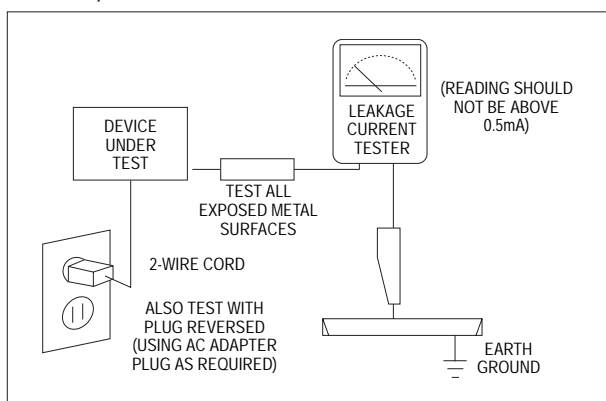 DEVICE
UNDER
TEST
LEAKAGE
CURRENT
TESTER
(READING SHOULD
NOT BE ABOVE
0.5mA)
TEST ALL
EXPOSED METAL
SURFACES
2-WIRE CORD
ALSO TEST WITH
PLUG REVERSED
(USING AC ADAPTER
PLUG AS REQUIRED)
EARTH
GROUND